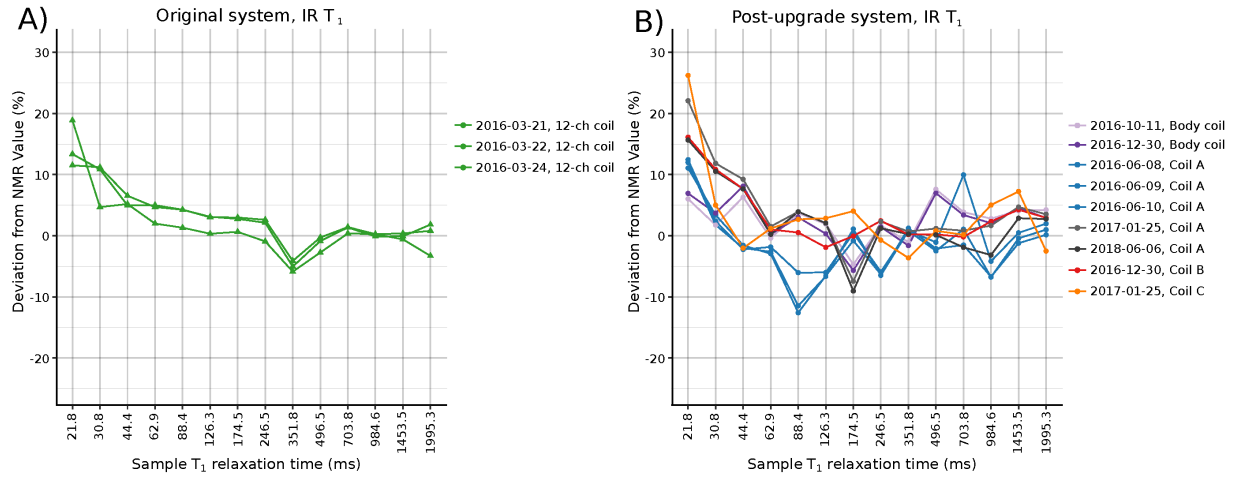 A)
Original system, IR T1
Deviation from NMR Value (%)
30
20
10
0
-10
-20
21.8
30.8
44.4
62.9
88.4
126.3
174.5
246.5
351.8
496.5
703.8
984.6
1453.5
1995.3
Sample T1 relaxation time (ms)
2016-03-21, 12-ch coil
2016-03-22, 12-ch coil
2016-03-24, 12-ch coil
B)
Post-upgrade system, IR T1
Deviation from NMR Value (%)
30
20
10
0
-10
-20
21.8
30.8
44.4
62.9
88.4
126.3
174.5
246.5
351.8
496.5
703.8
984.6
1453.5
1995.3
Sample T1 relaxation time (ms)
2016-10-11, Body coil
2016-12-30, Body coil
2016-06-08, Coil A
2016-06-09, Coil A
2016-06-10, Coil A
2017-01-25, Coil A
2018-06-06, Coil A
2016-12-30, Coil B
2017-01-25, Coil C